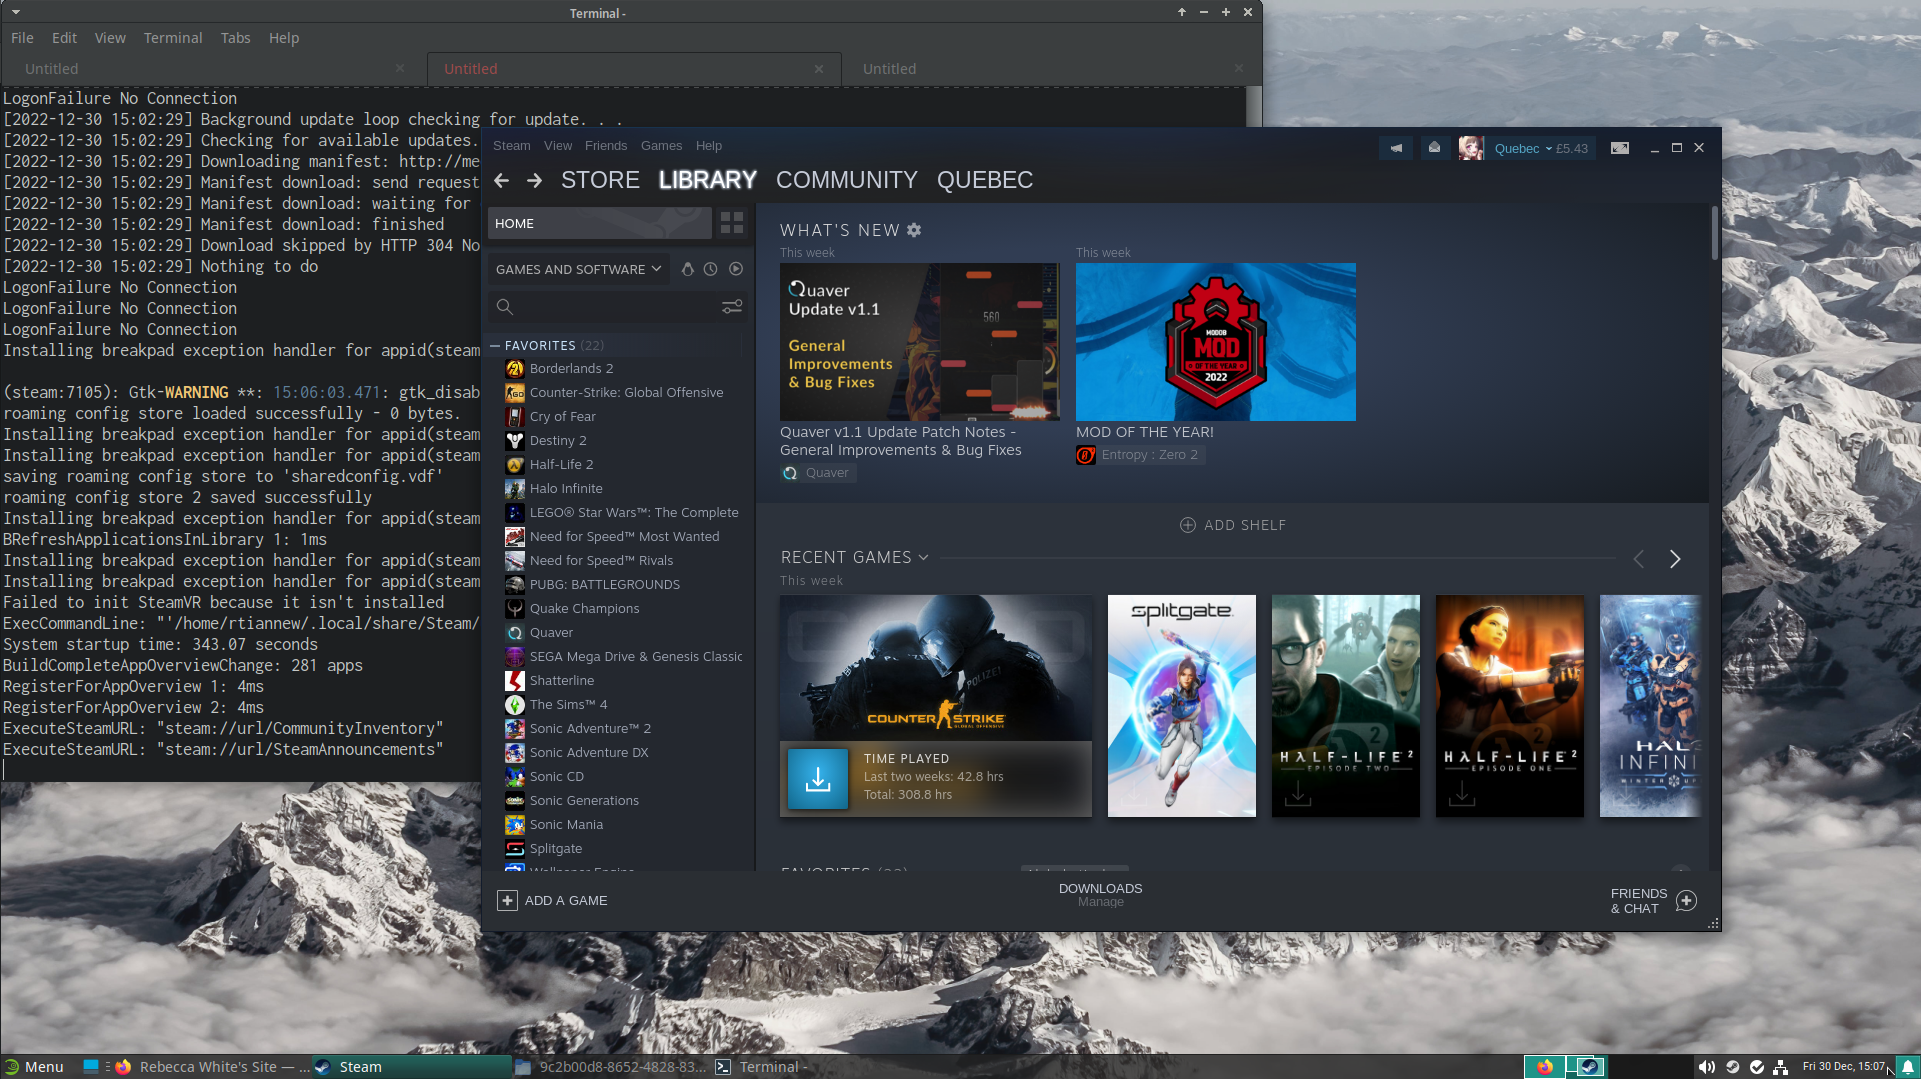 Terminal -
File Edit View Terminal Tabs Help
Untitled
Untitled
Untitled
LogonFailure No Connection
[2022-12-30 15:02:29] Background update loop checking for update. . .
[2022-12-30 15:02:29] Checking for available updates.
[2022-12-30 15:02:29] Downloading manifest: http://me
[2022-12-30 15:02:29] Manifest download: send request
[2022-12-30 15:02:29] Manifest download: waiting for
[2022-12-30 15:02:29] Manifest download: finished
[2022-12-30 15:02:29] Download skipped by HTTP 304 No
[2022-12-30 15:02:29] Nothing to do
LogonFailure No Connection
LogonFailure No Connection
LogonFailure No Connection
Installing breakpad exception handler for appid(steam
(steam:7105): Gtk-WARNING **: 15:06:03.471: gtk_disab
roaming config store loaded successfully - 0 bytes.
Installing breakpad exception handler for appid(steam
Installing breakpad exception handler for appid(steam
saving roaming config store to 'sharedconfig.vdf'
roaming config store 2 saved successfully
Installing breakpad exception handler for appid(steam
BRefreshApplicationsInLibrary 1: 1ms
Installing breakpad exception handler for appid(steam
Installing breakpad exception handler for appid(steam
Failed to init SteamVR because it isn't installed
ExecCommandLine: "'/home/rtiannew/.local/share/Steam/
System startup time: 343.07 seconds
BuildCompleteAppOverviewChange: 281 apps
RegisterForAppOverview 1: 4ms
RegisterForAppOverview 2: 4ms
ExecuteSteamURL: "steam://url/CommunityInventory"
ExecuteSteamURL: "steam://url/SteamAnnouncements"
Steam View Friends Games Help
Quebec £5.43
STORE LIBRARY COMMUNITY QUEBEC
HOME
GAMES AND SOFTWARE
FAVORITES (22)
Borderlands 2
Counter-Strike: Global Offensive
Cry of Fear
Destiny 2
Half-Life 2
Halo Infinite
LEGO® Star Wars™: The Complete
Need for Speed™ Most Wanted
Need for Speed™ Rivals
PUBG: BATTLEGROUNDS
Quake Champions
Quaver
SEGA Mega Drive & Genesis Classic
Shatterline
The Sims™ 4
Sonic Adventure™ 2
Sonic Adventure DX
Sonic CD
Sonic Generations
Sonic Mania
Splitgate
Wallpaper Engine
ADD A GAME
WHAT'S NEW
This week
Quaver
Update v1.1
General
Improvements
& Bug Fixes
560
Quaver v1.1 Update Patch Notes -
General Improvements & Bug Fixes
Quaver
This week
MODDB
MOD
OF THE YEAR
2022
MOD OF THE YEAR!
Entropy : Zero 2
ADD SHELF
RECENT GAMES
This week
POLIZEI
COUNTER STRIKE
GLOBAL OFFENSIVE
TIME PLAYED
Last two weeks: 42.8 hrs
Total: 308.8 hrs
splitgate
HALF-LIFE 2
EPISODE TWO
HALF-LIFE 2
EPISODE ONE
HAL
INFINI
WINTER
FAVORITES (22)
DOWNLOADS
Manage
FRIENDS
& CHAT
Menu
Rebecca White's Site — ...
Steam
9c2b00d8-8652-4828-83...
Terminal -
Fri 30 Dec, 15:07